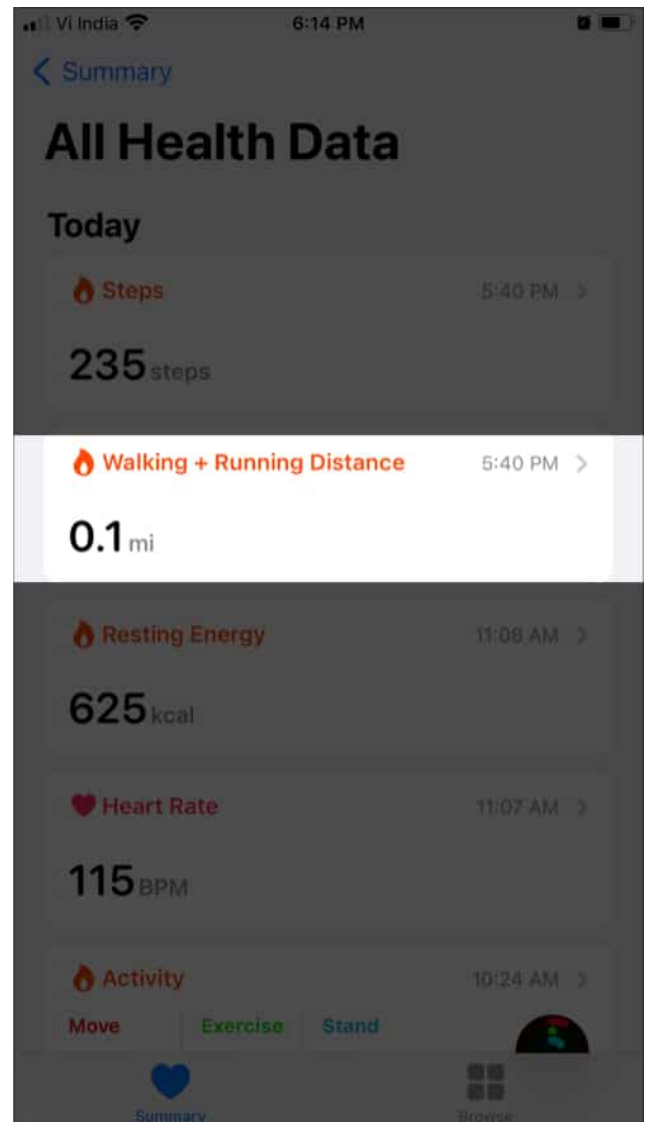 Vi India 6:14 PM
Summary
All Health Data
Today
Steps 5:40 PM
235 steps
Walking + Running Distance 5:40 PM
0.1 mi
Resting Energy 11:08 AM
625 kcal
Heart Rate 11:07 AM
115 BPM
Activity 10:24 AM
Move Exercise Stand
Summary Browse